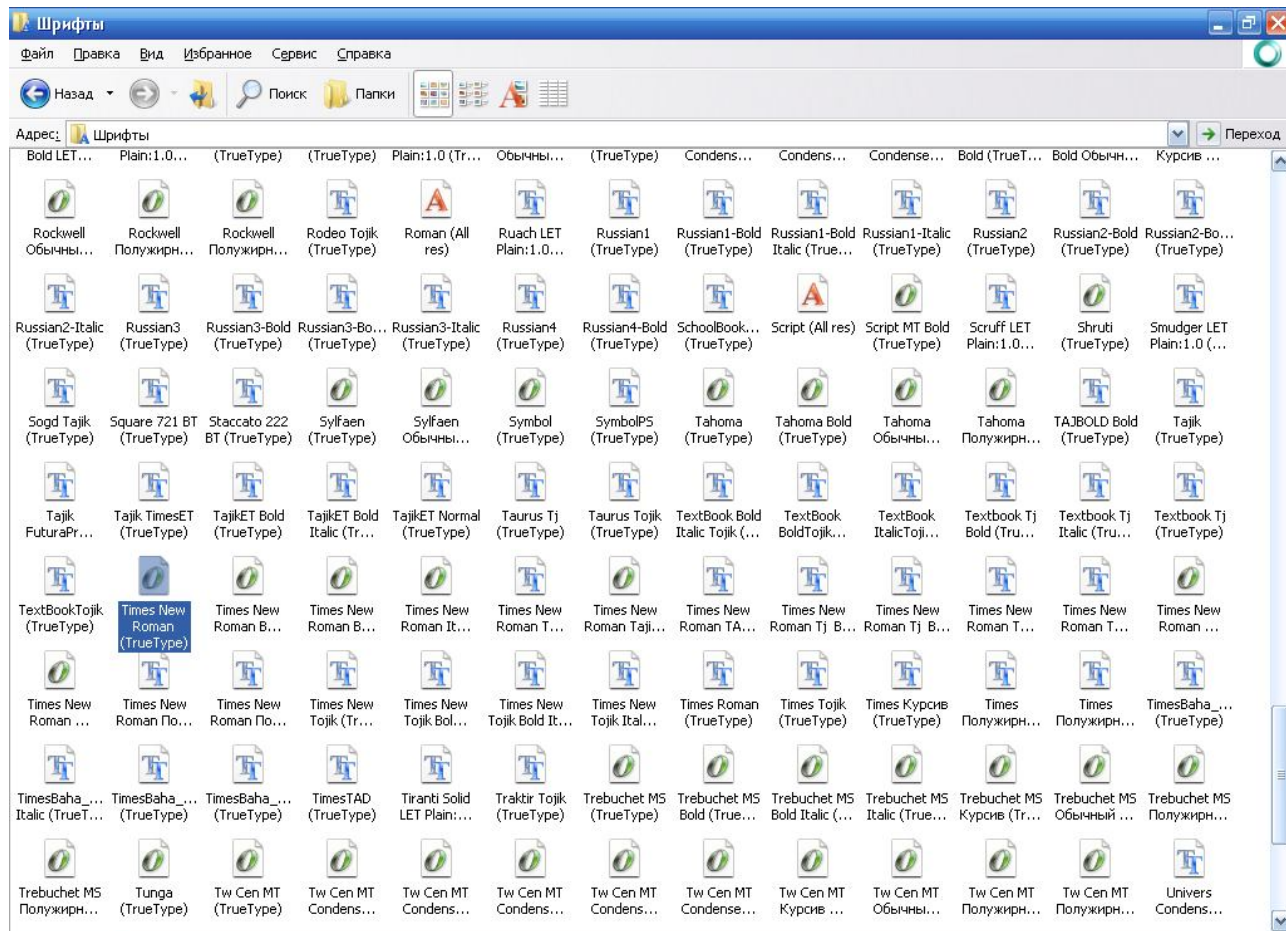 Шрифты
Файл Правка Вид Избранное Сервис Справка
Назад Поиск Папки
Адрес: Шрифты Переход
Bold LET... Plain:1.0... (TrueType) (TrueType) Plain:1.0 (Tr... Обычны... (TrueType) Condens... Condens... Condense... Bold (TrueT... Bold Обычн... Курсив ...
Rockwell Rockwell Rockwell Rodeo Tojik Roman (All Ruach LET Russian1 Russian1-Bold Russian1-Bold Russian1-Italic Russian2 Russian2-Bold Russian2-Bo...
Обычны... Полужирн... Полужирн... (TrueType) res) Plain:1.0... (TrueType) (TrueType) Italic (True... (TrueType) (TrueType) (TrueType) (TrueType)
Russian2-Italic Russian3 Russian3-Bold Russian3-Bo... Russian3-Italic Russian4 Russian4-Bold SchoolBook... Script (All res) Script MT Bold Scruff LET Shruti Smudger LET
(TrueType) (TrueType) (TrueType) (TrueType) (TrueType) (TrueType) (TrueType) (TrueType) (TrueType) Plain:1.0... (TrueType) Plain:1.0 (...
Sogd Tajik Square 721 BT Staccato 222 Sylfaen Sylfaen Symbol SymbolPS Tahoma Tahoma Bold Tahoma Tahoma TAJBOLD Bold Tajik
(TrueType) (TrueType) BT (TrueType) (TrueType) Обычны... (TrueType) (TrueType) (TrueType) (TrueType) Обычны... Полужирн... (TrueType) (TrueType)
Tajik Tajik TimesET TajikET Bold TajikET Bold TajikET Normal Taurus Tj Taurus Tojik TextBook Bold TextBook TextBook Textbook Tj Textbook Tj Textbook Tj
FuturaPr... (TrueType) (TrueType) Italic (Tr... (TrueType) (TrueType) (TrueType) Italic Tojik (... BoldTojik... ItalicToji... Bold (Tru... Italic (Tru... (TrueType)
TextBookTojik Times New Times New Times New Times New Times New Times New Times New Times New Times New Times New Times New Times New
(TrueType) Roman Roman B... Roman B... Roman It... Roman T... Roman Taji... Roman TA... Roman Tj B... Roman Tj B... Roman T... Roman T... Roman ...
(TrueType)
Times New Times New Times New Times New Times New Times New Times New Times Roman Times Tojik Times Курсив Times Times TimesBaha_...
Roman ... Roman По... Roman По... Tojik (Tr... Tojik Bol... Tojik Bold It... Tojik Ital... (TrueType) (TrueType) (TrueType) Полужирн... Полужирн... (TrueType)
TimesBaha_... TimesBaha_... TimesBaha_... TimesTAD Tiranti Solid Traktir Tojik Trebuchet MS Trebuchet MS Trebuchet MS Trebuchet MS Trebuchet MS Trebuchet MS Trebuchet MS
Italic (TrueT... (TrueType) (TrueType) (TrueType) LET Plain:... (TrueType) (TrueType) Bold (True... Bold Italic (... Italic (True... Курсив (Tr... Обычный ... Полужирн...
Trebuchet MS Tunga Tw Cen MT Tw Cen MT Tw Cen MT Tw Cen MT Tw Cen MT Tw Cen MT Tw Cen MT Tw Cen MT Tw Cen MT Tw Cen MT Univers
Полужирн... (TrueType) (TrueType) Condens... Condens... Condens... Condens... Condense... Курсив ... Обычны... Полужирн... Полужирн... Condens...